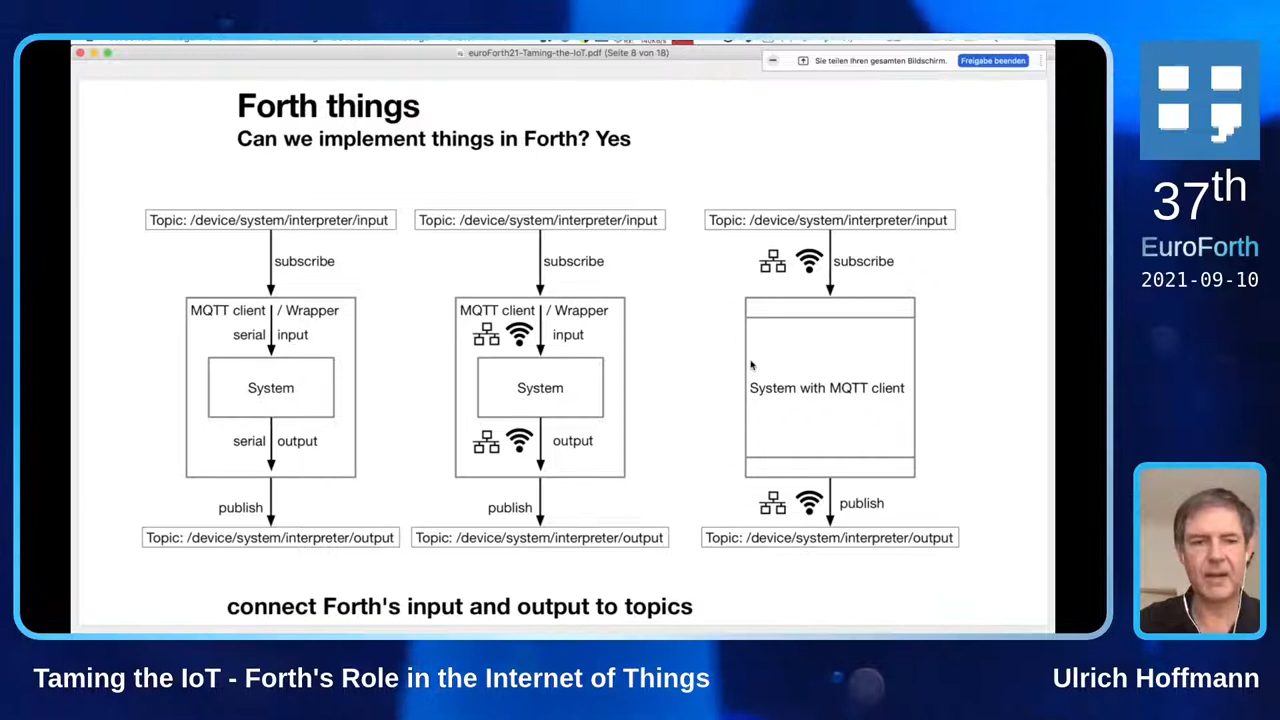 euroForth21-Taming-the-IoT.pdf (Seite 8 von 18)
Sie teilen Ihren gesamten Bildschirm.
Freigabe beenden
Forth things
Can we implement things in Forth? Yes
Topic: /device/system/interpreter/input
subscribe
MQTT client / Wrapper
serial input
System
serial output
publish
Topic: /device/system/interpreter/output
Topic: /device/system/interpreter/input
subscribe
MQTT client / Wrapper
input
System
output
publish
Topic: /device/system/interpreter/output
Topic: /device/system/interpreter/input
subscribe
System with MQTT client
publish
Topic: /device/system/interpreter/output
connect Forth's input and output to topics
37th
EuroForth
2021-09-10
Taming the IoT - Forth's Role in the Internet of Things
Ulrich Hoffmann